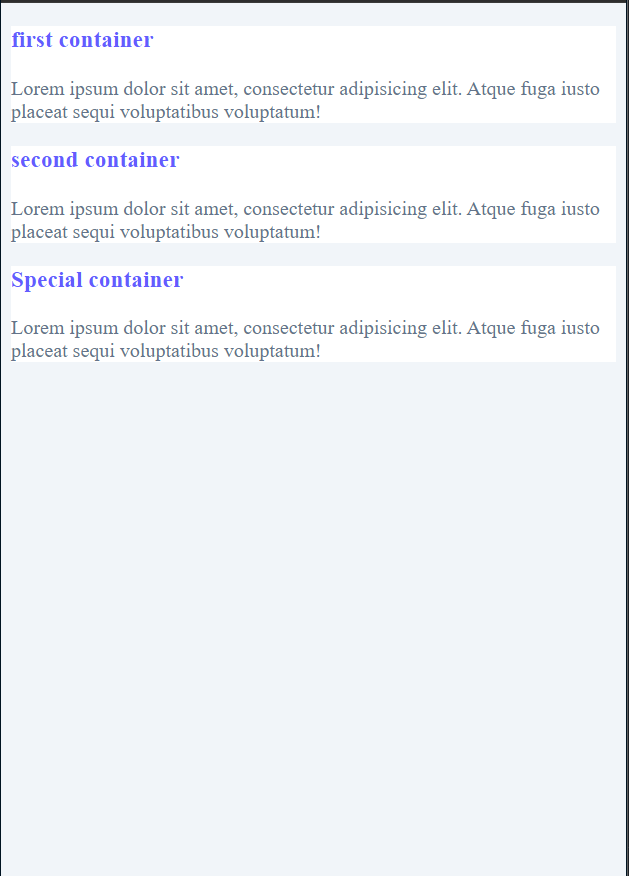 first container
Lorem ipsum dolor sit amet, consectetur adipisicing elit. Atque fuga iusto
placeat sequi voluptatibus voluptatum!
second container
Lorem ipsum dolor sit amet, consectetur adipisicing elit. Atque fuga iusto
placeat sequi voluptatibus voluptatum!
Special container
Lorem ipsum dolor sit amet, consectetur adipisicing elit. Atque fuga iusto
placeat sequi voluptatibus voluptatum!